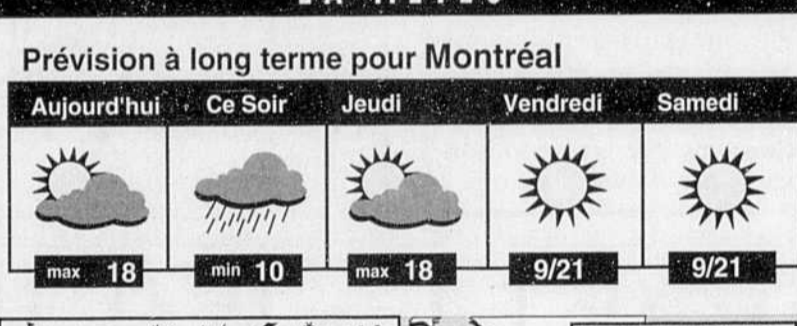 Prévision à long terme pour Montréal
Aujourd'hui Ce Soir Jeudi Vendredi Samedi
max 18 min 10 max 18 9/21 9/21